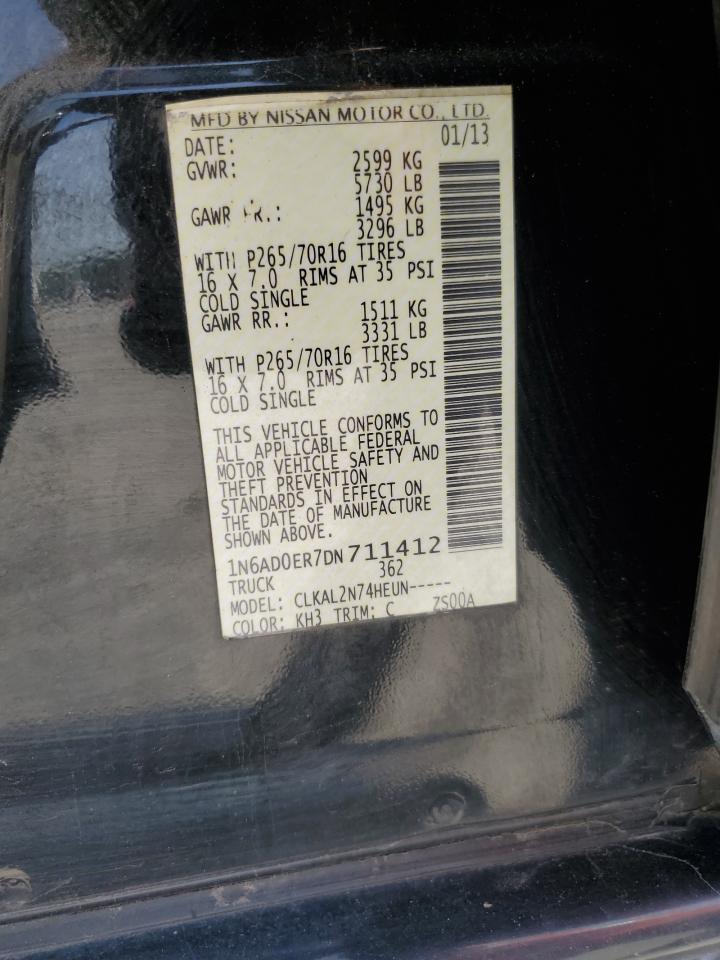 MFD BY NISSAN MOTOR CO., LTD.
DATE: 01/13
GVWR: 2599 KG
5730 LB
GAWR FR.: 1495 KG
3296 LB
WITH P265/70R16 TIRES
16 X 7.0 RIMS AT 35 PSI
COLD SINGLE
GAWR RR.: 1511 KG
3331 LB
WITH P265/70R16 TIRES
16 X 7.0 RIMS AT 35 PSI
COLD SINGLE
THIS VEHICLE CONFORMS TO
ALL APPLICABLE FEDERAL
MOTOR VEHICLE SAFETY AND
THEFT PREVENTION
STANDARDS IN EFFECT ON
THE DATE OF MANUFACTURE
SHOWN ABOVE.
1N6AD0ER7DN711412
TRUCK 362
MODEL: CLKAL2N74HEUN-----
COLOR: KH3 TRIM: C ZS00A